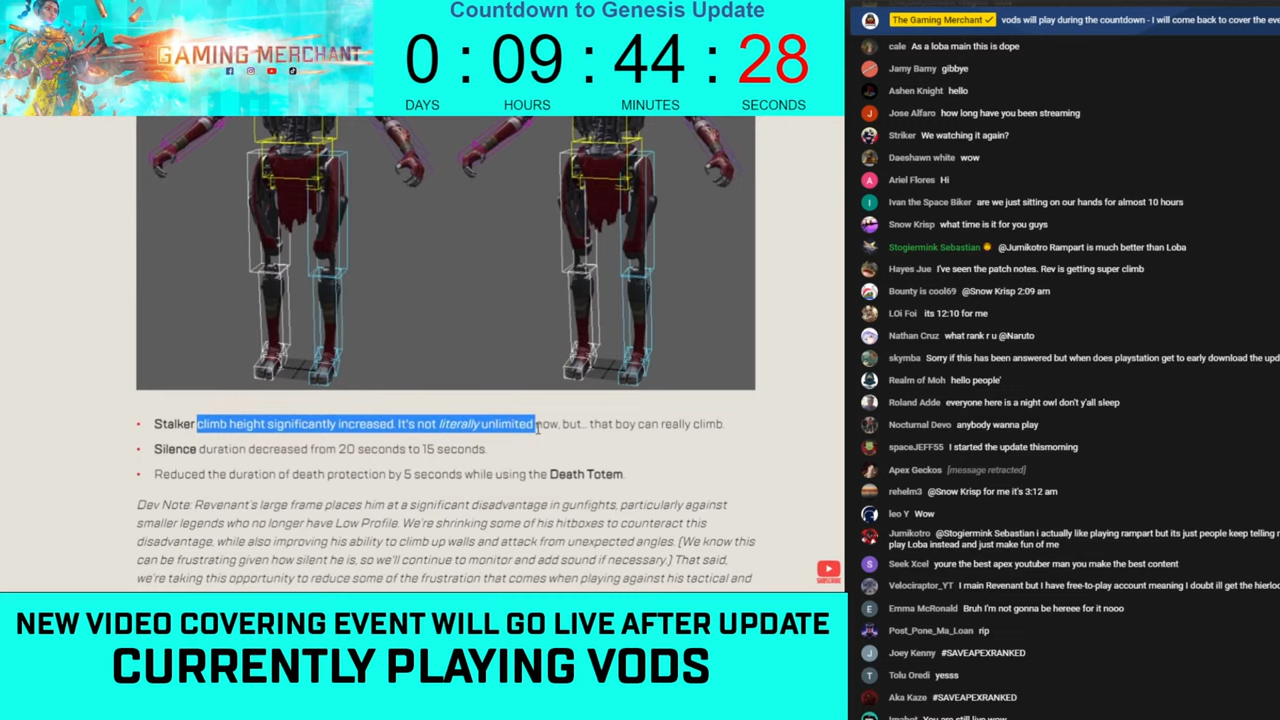 GAMING MERCHANT
Countdown to Genesis Update
0 : 09 : 44 : 28
DAYS HOURS MINUTES SECONDS
• Stalker climb height significantly increased. It's not literally unlimited now, but... that boy can really climb.
• Silence duration decreased from 20 seconds to 15 seconds.
• Reduced the duration of death protection by 5 seconds while using the Death Totem.
Dev Note: Revenant's large frame places him at a significant disadvantage in gunfights, particularly against
smaller legends who no longer have Low Profile. We're shrinking some of his hitboxes to counteract this
disadvantage, while also improving his ability to climb up walls and attack from unexpected angles. (We know this
can be frustrating given how silent he is, so we'll continue to monitor and add sound if necessary.) That said,
we're taking this opportunity to reduce some of the frustration that comes when playing against his tactical and
SUBSCRIBE
NEW VIDEO COVERING EVENT WILL GO LIVE AFTER UPDATE
CURRENTLY PLAYING VODS
The Gaming Merchant vods will play during the countdown - I will come back to cover the eve
cale As a loba main this is dope
Jamy Barny gibbye
Ashen Knight hello
Jose Alfaro how long have you been streaming
Striker We watching it again?
Daeshawn white wow
Ariel Flores Hi
Ivan the Space Biker are we just sitting on our hands for almost 10 hours
Snow Krisp what time is it for you guys
Stogiermink Sebastian @Jumikotro Rampart is much better than Loba
Hayes Jue I've seen the patch notes. Rev is getting super climb
Bounty is cool69 @Snow Krisp 2:09 am
LOi Foi its 12:10 for me
Nathan Cruz what rank r u @Naruto
skymba Sorry if this has been answered but when does playstation get to early download the upd
Realm of Moh hello people'
Roland Adde everyone here is a night owl don't y'all sleep
Nocturnal Devo anybody wanna play
spaceJEFF55 I started the update thismorning
Apex Geckos [message retracted]
rehelm3 @Snow Krisp for me it's 3:12 am
leo Y Wow
Jumikotro @Stogiermink Sebastian i actually like playing rampart but its just people keep telling
play Loba instead and just make fun of me
Seek Xcel youre the best apex youtuber man you make the best content
Velociraptor_YT I main Revenant but I have free-to-play account meaning I doubt ill get the hierlo
Emma McRonald Bruh I'm not gonna be hereee for it nooo
Post_Pone_Ma_Loan rip
Joey Kenny #SAVEAPEXRANKED
Tolu Oredi yesss
Aka Kaze #SAVEAPEXRANKED
You are still live wow